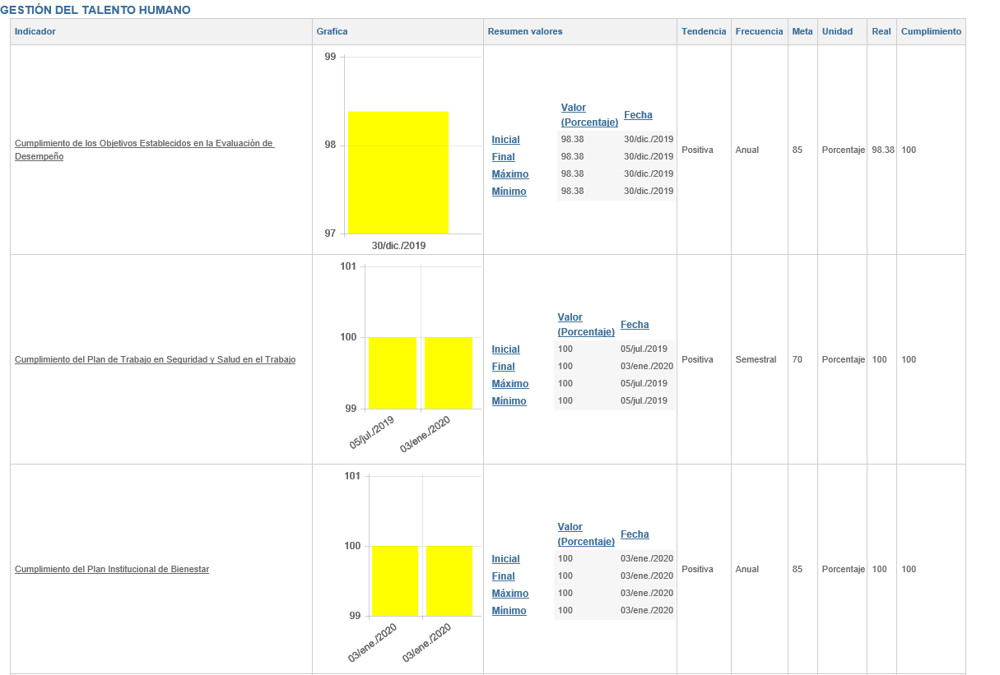 GESTIÓN DEL TALENTO HUMANO
Indicador Grafica Resumen valores Tendencia Frecuencia Meta Unidad Real Cumplimiento
Cumplimiento de los Objetivos Establecidos en la Evaluación de
Desempeño
99
98
97
30/dic./2019
Valor
(Porcentaje) Fecha
Inicial 98.38 30/dic./2019
Final 98.38 30/dic./2019
Máximo 98.38 30/dic./2019
Mínimo 98.38 30/dic./2019
Positiva Anual 85 Porcentaje 98.38 100
Cumplimiento del Plan de Trabajo en Seguridad y Salud en el Trabajo
101
100
99
05/jul./2019 03/ene./2020
Valor
(Porcentaje) Fecha
Inicial 100 05/jul./2019
Final 100 03/ene./2020
Máximo 100 05/jul./2019
Mínimo 100 05/jul./2019
Positiva Semestral 70 Porcentaje 100 100
Cumplimiento del Plan Institucional de Bienestar
101
100
99
03/ene./2020 03/ene./2020
Valor
(Porcentaje) Fecha
Inicial 100 03/ene./2020
Final 100 03/ene./2020
Máximo 100 03/ene./2020
Mínimo 100 03/ene./2020
Positiva Anual 85 Porcentaje 100 100